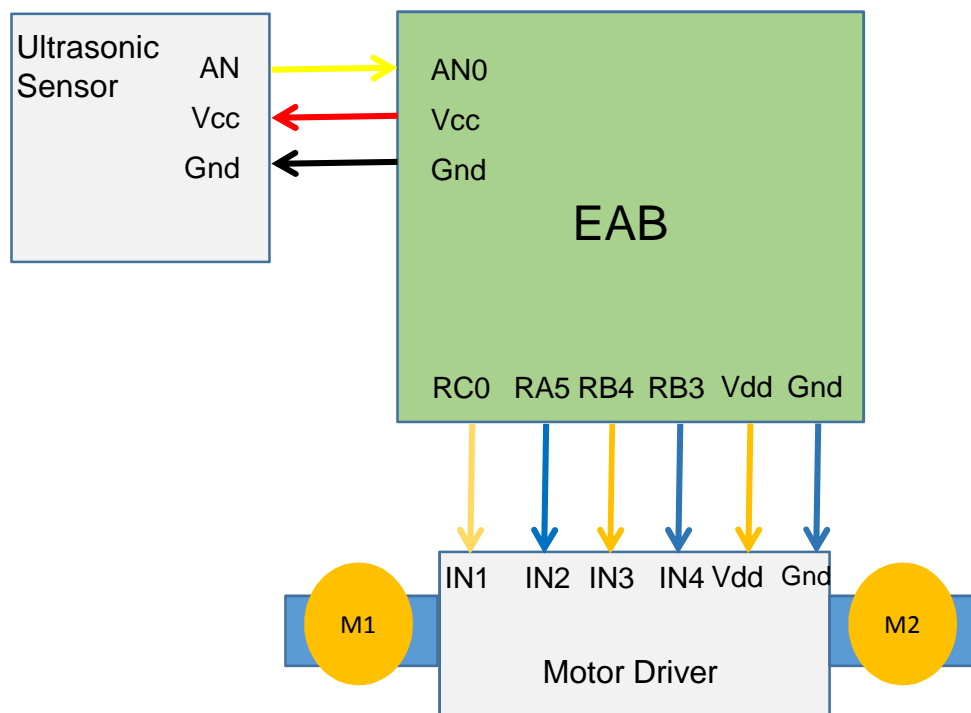 Ultrasonic
Sensor
AN
Vcc
Gnd
AN0
Vcc
Gnd
EAB
RC0 RA5 RB4 RB3 Vdd Gnd
IN1 IN2 IN3 IN4 Vdd Gnd
M1
M2
Motor Driver